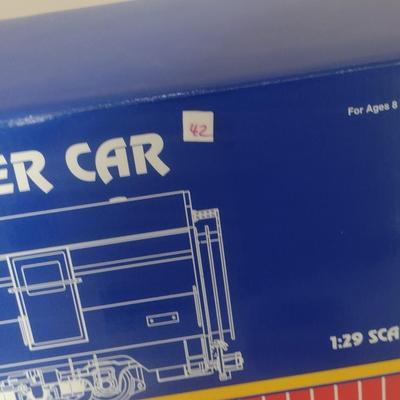 For Ages 8
42
ER CAR
1:29 SCA